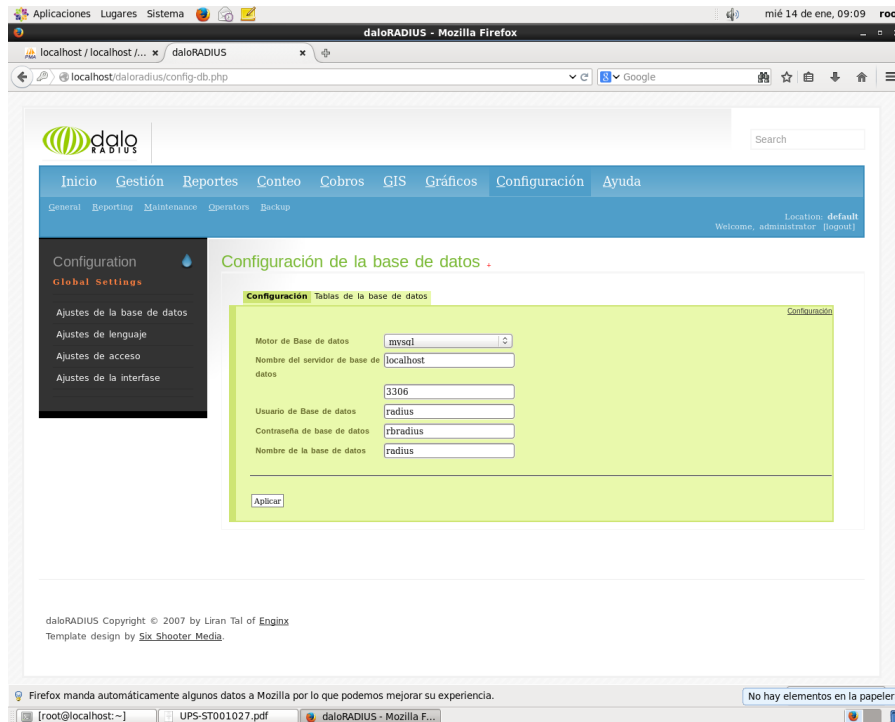 Aplicaciones Lugares Sistema
mié 14 de ene, 09:09 roo
daloRADIUS - Mozilla Firefox
localhost / localhost /... × daloRADIUS ×
localhost/daloradius/config-db.php
Google
dalo
RADIUS
Search
Inicio Gestión Reportes Conteo Cobros GIS Gráficos Configuración Ayuda
General Reporting Maintenance Operators Backup
Location: default
Welcome, administrator [logout]
Configuration
Global Settings
Ajustes de la base de datos
Ajustes de lenguaje
Ajustes de acceso
Ajustes de la interfase
Configuración de la base de datos +
Configuración Tablas de la base de datos
Configuración
Motor de Base de datos mysql
Nombre del servidor de base de datos localhost
3306
Usuario de Base de datos radius
Contraseña de base de datos rbradius
Nombre de la base de datos radius
Aplicar
daloRADIUS Copyright © 2007 by Liran Tal of Enginx
Template design by Six Shooter Media.
Firefox manda automáticamente algunos datos a Mozilla por lo que podemos mejorar su experiencia.
No hay elementos en la papeler
[root@localhost:~] UPS-ST001027.pdf daloRADIUS - Mozilla F...